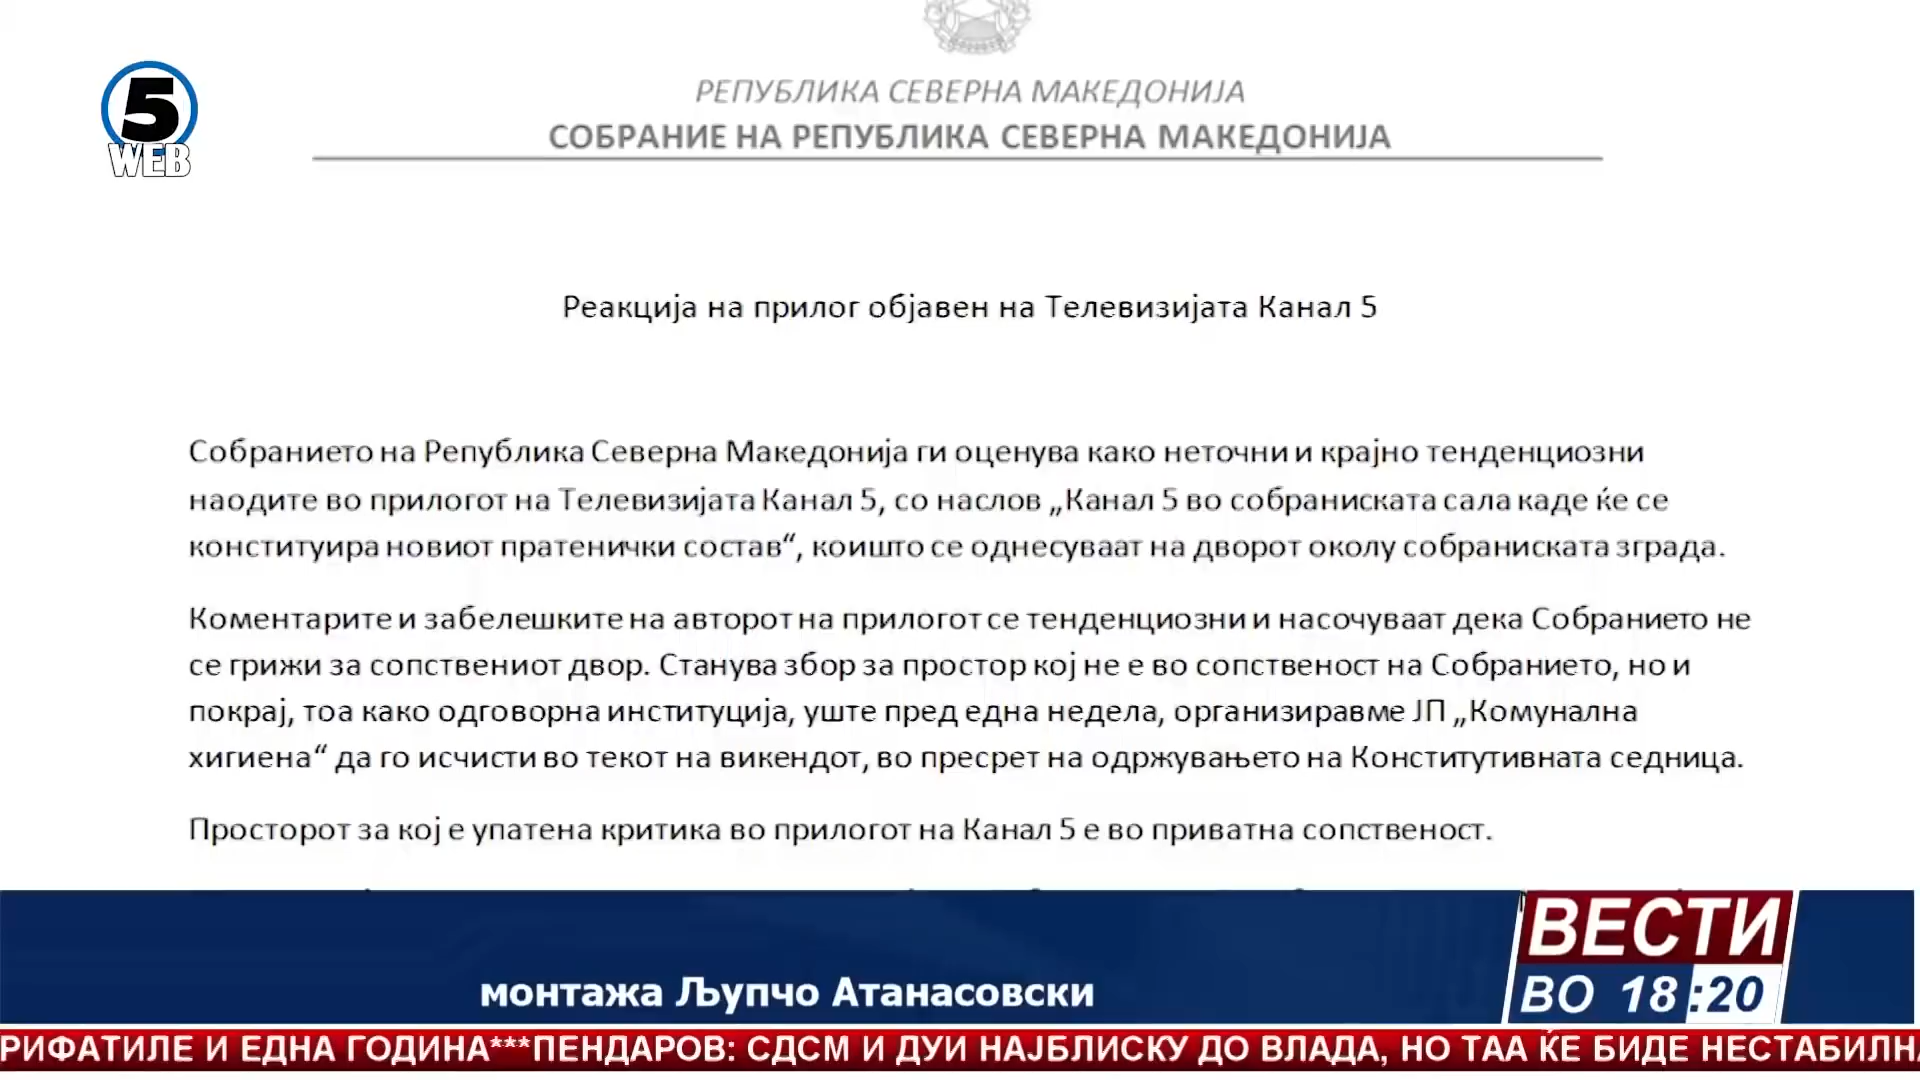 5
WEB
РЕПУБЛИКА СЕВЕРНА МАКЕДОНИЈА
СОБРАНИЕ НА РЕПУБЛИКА СЕВЕРНА МАКЕДОНИЈА
Реакција на прилог објавен на Телевизијата Канал 5
Собранието на Република Северна Македонија ги оценува како неточни и крајно тенденциозни
наодите во прилогот на Телевизијата Канал 5, со наслов „Канал 5 во собраниската сала каде ќе се
конституира новиот пратенички состав“, коишто се однесуваат на дворот околу собраниската зграда.
Коментарите и забелешките на авторот на прилогот се тенденциозни и насочуваат дека Собранието не
се грижи за сопствениот двор. Станува збор за простор кој не е во сопственост на Собранието, но и
покрај, тоа како одговорна институција, уште пред една недела, организиравме ЈП „Комунална
хигиена“ да го исчисти во текот на викендот, во пресрет на одржувањето на Конститутивната седница.
Просторот за кој е упатена критика во прилогот на Канал 5 е во приватна сопственост.
ВЕСТИ
ВО 18:20
монтажа Љупчо Атанасовски
РИФАТИЛЕ И ЕДНА ГОДИНА***ПЕНДАРОВ: СДСМ И ДУИ НАЈБЛИСКУ ДО ВЛАДА, НО ТАА ЌЕ БИДЕ НЕСТАБИЛНА